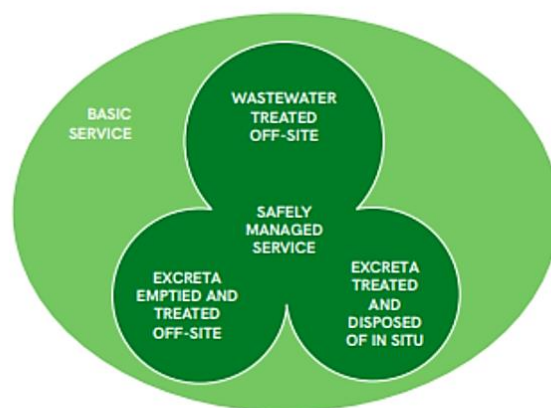 BASIC
SERVICE
WASTEWATER
TREATED
OFF-SITE
SAFELY
MANAGED
SERVICE
EXCRETA
EMPTIED AND
TREATED
OFF-SITE
EXCRETA
TREATED
AND
DISPOSED
OF IN SITU